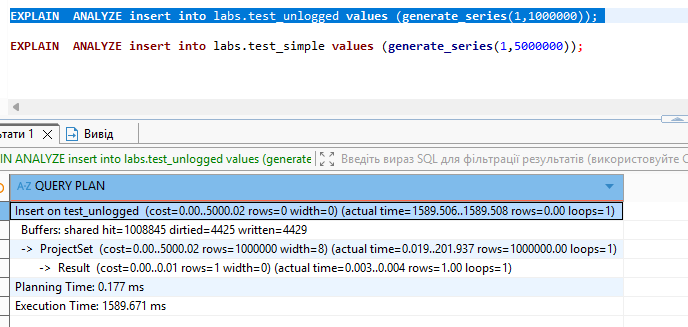 EXPLAIN  ANALYZE insert into labs.test_unlogged values (generate_series(1,1000000));
EXPLAIN  ANALYZE insert into labs.test_simple values (generate_series(1,5000000));
тати 1
Вивід
IN ANALYZE insert into labs.test_unlogged values (generate
Введіть вираз SQL для фільтрації результатів (використовуйте C
A-Z QUERY PLAN
Insert on test_unlogged  (cost=0.00..5000.02 rows=0 width=0) (actual time=1589.506..1589.508 rows=0.00 loops=1)
Buffers: shared hit=1008845 dirtied=4425 written=4429
->  ProjectSet  (cost=0.00..5000.02 rows=1000000 width=8) (actual time=0.019..201.937 rows=1000000.00 loops=1)
->  Result  (cost=0.00..0.01 rows=1 width=0) (actual time=0.003..0.004 rows=1.00 loops=1)
Planning Time: 0.177 ms
Execution Time: 1589.671 ms